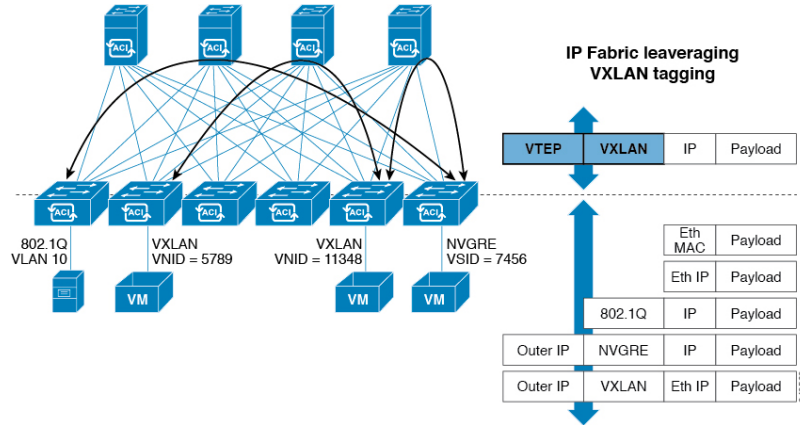 ACI
ACI
ACI
ACI
IP Fabric leaveraging
VXLAN tagging
VTEP VXLAN IP Payload
ACI
ACI
ACI
ACI
ACI
ACI
802.1Q
VLAN 10
VXLAN
VNID = 5789
VXLAN
VNID = 11348
NVGRE
VSID = 7456
VM
VM
VM
Eth
MAC
Payload
Eth IP Payload
802.1Q IP Payload
Outer IP NVGRE IP Payload
Outer IP VXLAN Eth IP Payload